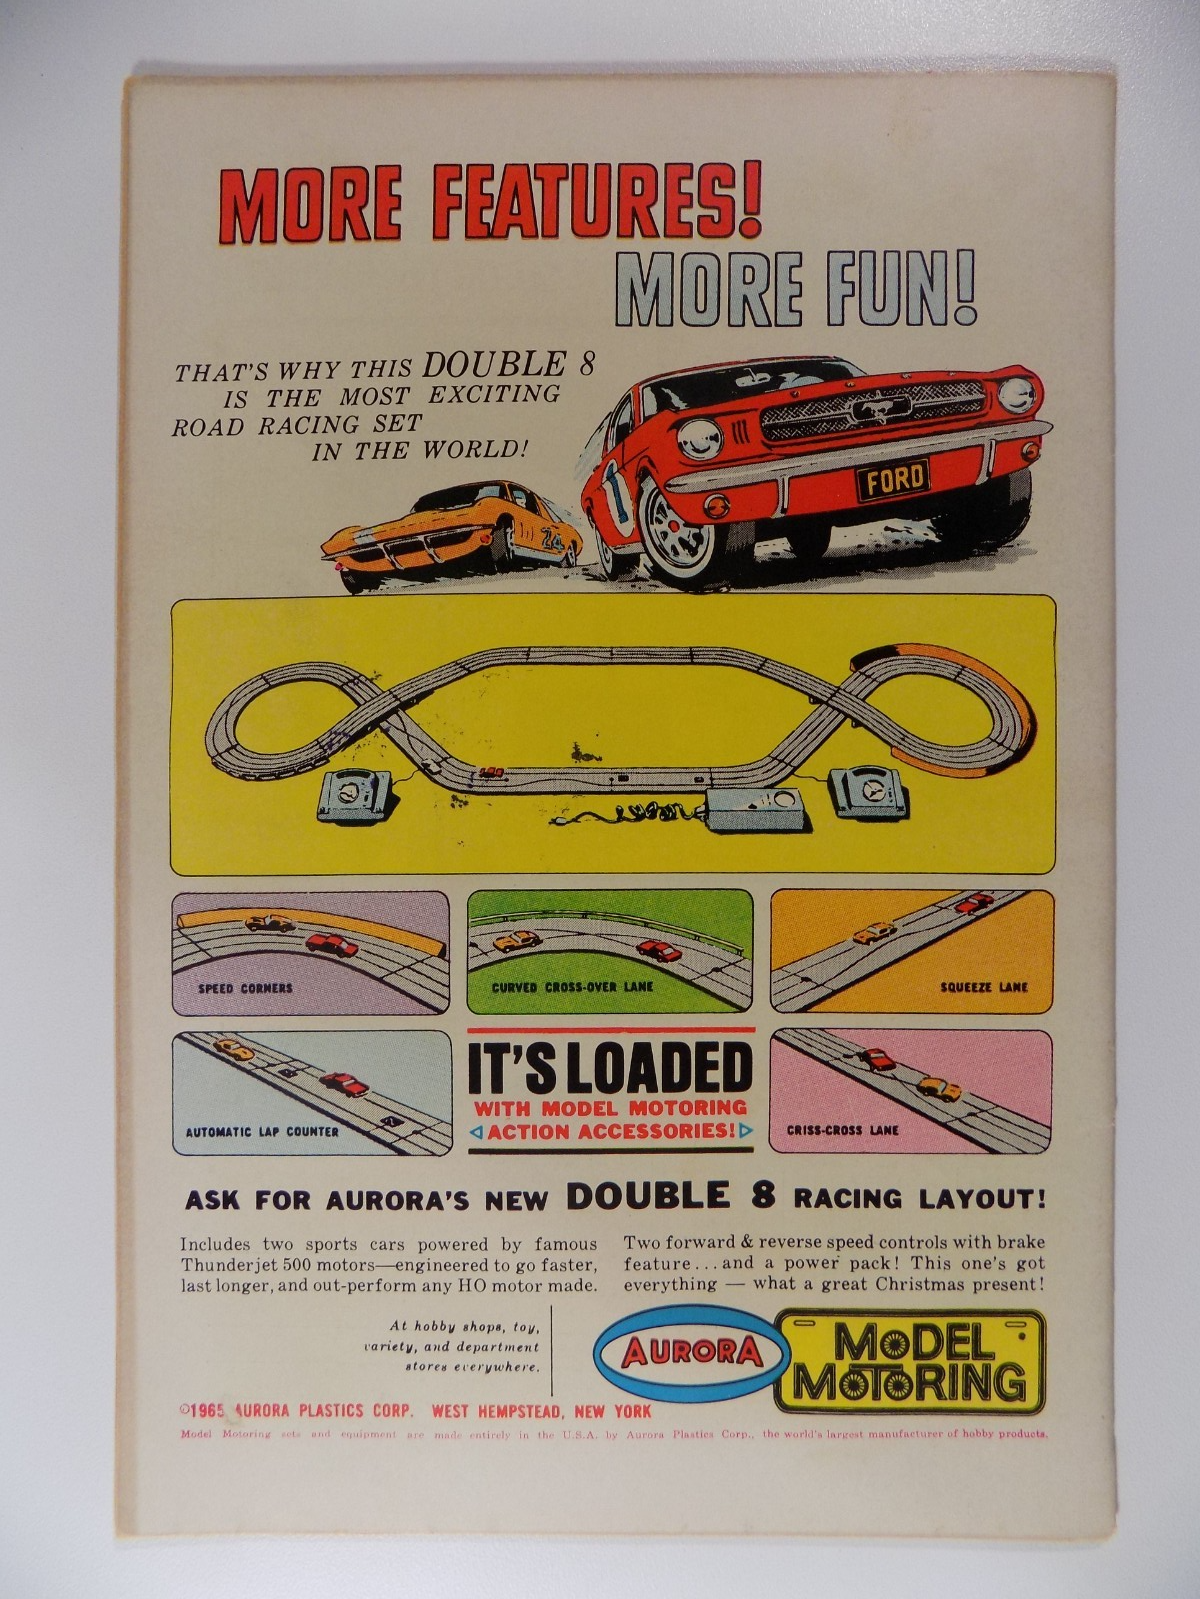 MORE FEATURES!
MORE FUN!
THAT'S WHY THIS DOUBLE 8
IS THE MOST EXCITING
ROAD RACING SET
IN THE WORLD!
FORD
1
24
SPEED CORNERS
CURVED CROSS-OVER LANE
SQUEEZE LANE
AUTOMATIC LAP COUNTER
IT'S LOADED
WITH MODEL MOTORING
ACTION ACCESSORIES!
CRISS-CROSS LANE
ASK FOR AURORA'S NEW DOUBLE 8 RACING LAYOUT!
Includes two sports cars powered by famous
Thunderjet 500 motors—engineered to go faster,
last longer, and out-perform any HO motor made.
Two forward & reverse speed controls with brake
feature...and a power pack! This one's got
everything — what a great Christmas present!
At hobby shops, toy,
variety, and department
stores everywhere.
AURORA
MODEL
MOTORING
©1965 AURORA PLASTICS CORP. WEST HEMPSTEAD, NEW YORK
Model Motoring sets and equipment are made entirely in the U.S.A. by Aurora Plastics Corp., the world's largest manufacturer of hobby products.